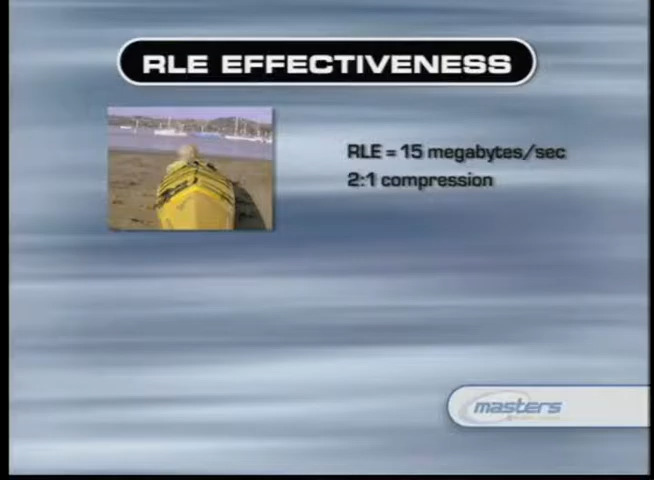 RLE EFFECTIVENESS
RLE = 15 megabytes/sec
2:1 compression
masters